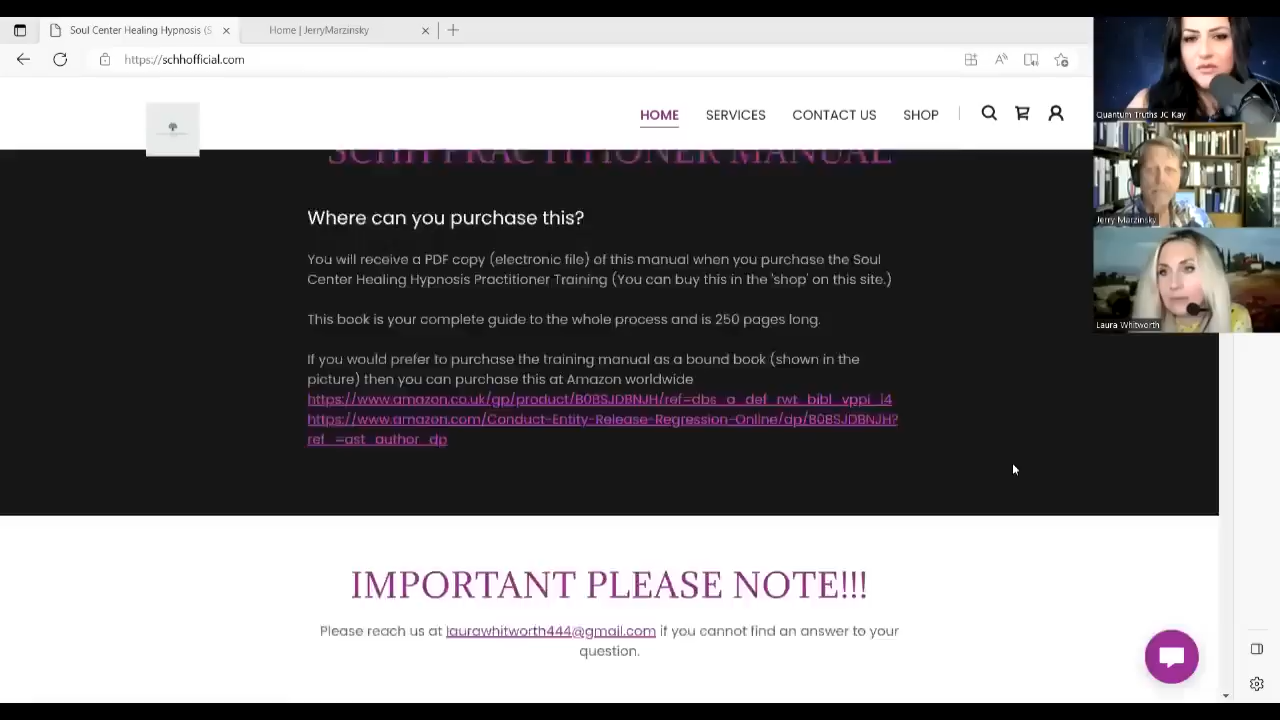 Soul Center Healing Hypnosis (S
Home | JerryMarzinsky
https://schhofficial.com
HOME
SERVICES
CONTACT US
SHOP
SCHH PRACTITIONER MANUAL
Where can you purchase this?
You will receive a PDF copy (electronic file) of this manual when you purchase the Soul
Center Healing Hypnosis Practitioner Training (You can buy this in the 'shop' on this site.)
This book is your complete guide to the whole process and is 250 pages long.
If you would prefer to purchase the training manual as a bound book (shown in the
picture) then you can purchase this at Amazon worldwide
https://www.amazon.co.uk/gp/product/B0BSJDBNJH/ref=dbs_a_def_rwt_bibl_vppi_i4
https://www.amazon.com/Conduct-Entity-Release-Regression-Online/dp/B0BSJDBNJH?
ref_=ast_author_dp
IMPORTANT PLEASE NOTE!!!
Please reach us at laurawhitworth444@gmail.com if you cannot find an answer to your
question.
Quantum Truths JC Kay
Jerry Marzinsky
Laura Whitworth